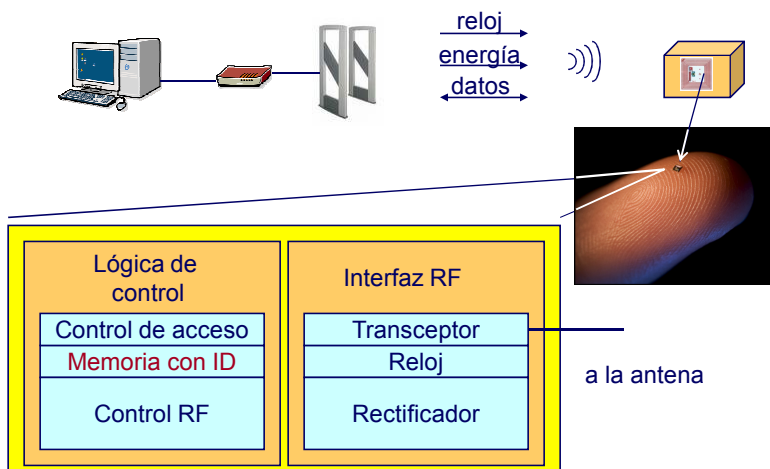 reloj
energía
datos
Lógica de
control
Control de acceso
Memoria con ID
Control RF
Interfaz RF
Transceptor
Reloj
Rectificador
a la antena